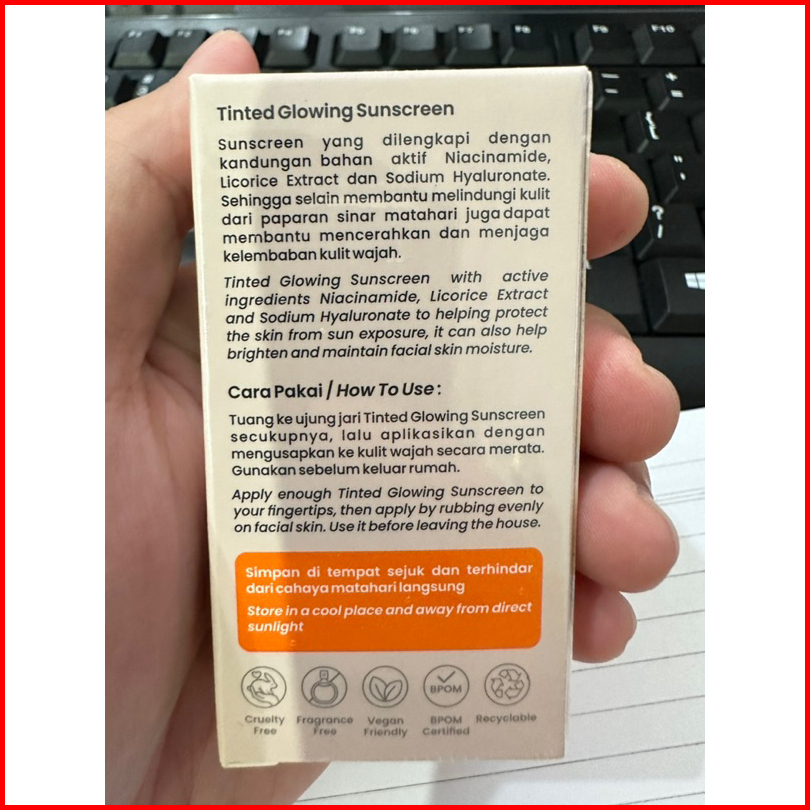 F5
F6
F7
F8
F9
F10
Tinted Glowing Sunscreen
Sunscreen yang dilengkapi dengan
kandungan bahan aktif Niacinamide,
Licorice Extract dan Sodium Hyaluronate.
Sehingga selain membantu melindungi kulit
dari paparan sinar matahari juga dapat
membantu mencerahkan dan menjaga
kelembaban kulit wajah.
Tinted Glowing Sunscreen with active
ingredients Niacinamide, Licorice Extract
and Sodium Hyaluronate to helping protect
the skin from sun exposure, it can also help
brighten and maintain facial skin moisture.
Cara Pakai / How To Use :
Tuang ke ujung jari Tinted Glowing Sunscreen
secukupnya, lalu aplikasikan dengan
mengusapkan ke kulit wajah secara merata.
Gunakan sebelum keluar rumah.
Apply enough Tinted Glowing Sunscreen to
your fingertips, then apply by rubbing evenly
on facial skin. Use it before leaving the house.
Simpan di tempat sejuk dan terhindar
dari cahaya matahari langsung
Store in a cool place and away from direct
sunlight
BPOM
Cruelty Free
Fragrance Free
Vegan Friendly
BPOM Certified
Recyclable